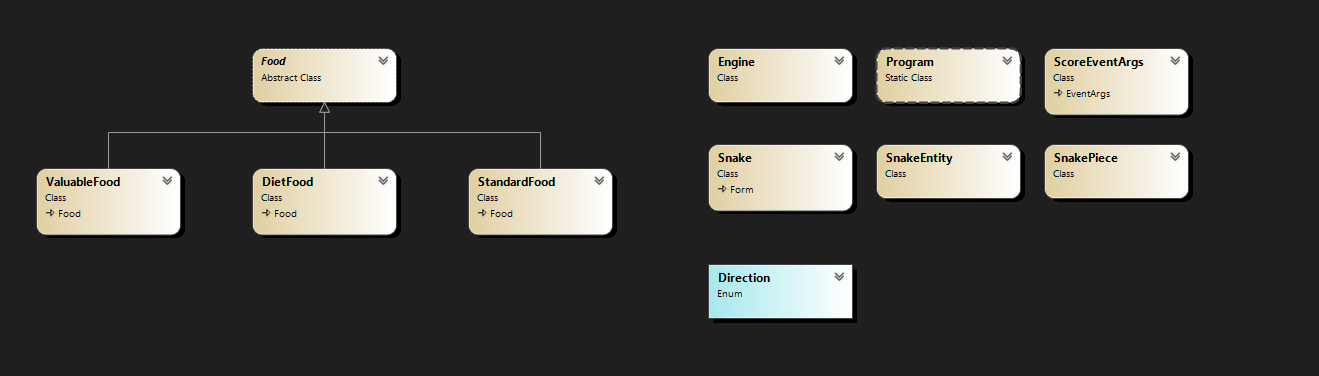 Food
Abstract Class
ValuableFood
Class
Food
DietFood
Class
Food
StandardFood
Class
Food
Engine
Class
Program
Static Class
ScoreEventArgs
Class
EventArgs
Snake
Class
Form
SnakeEntity
Class
SnakePiece
Class
Direction
Enum